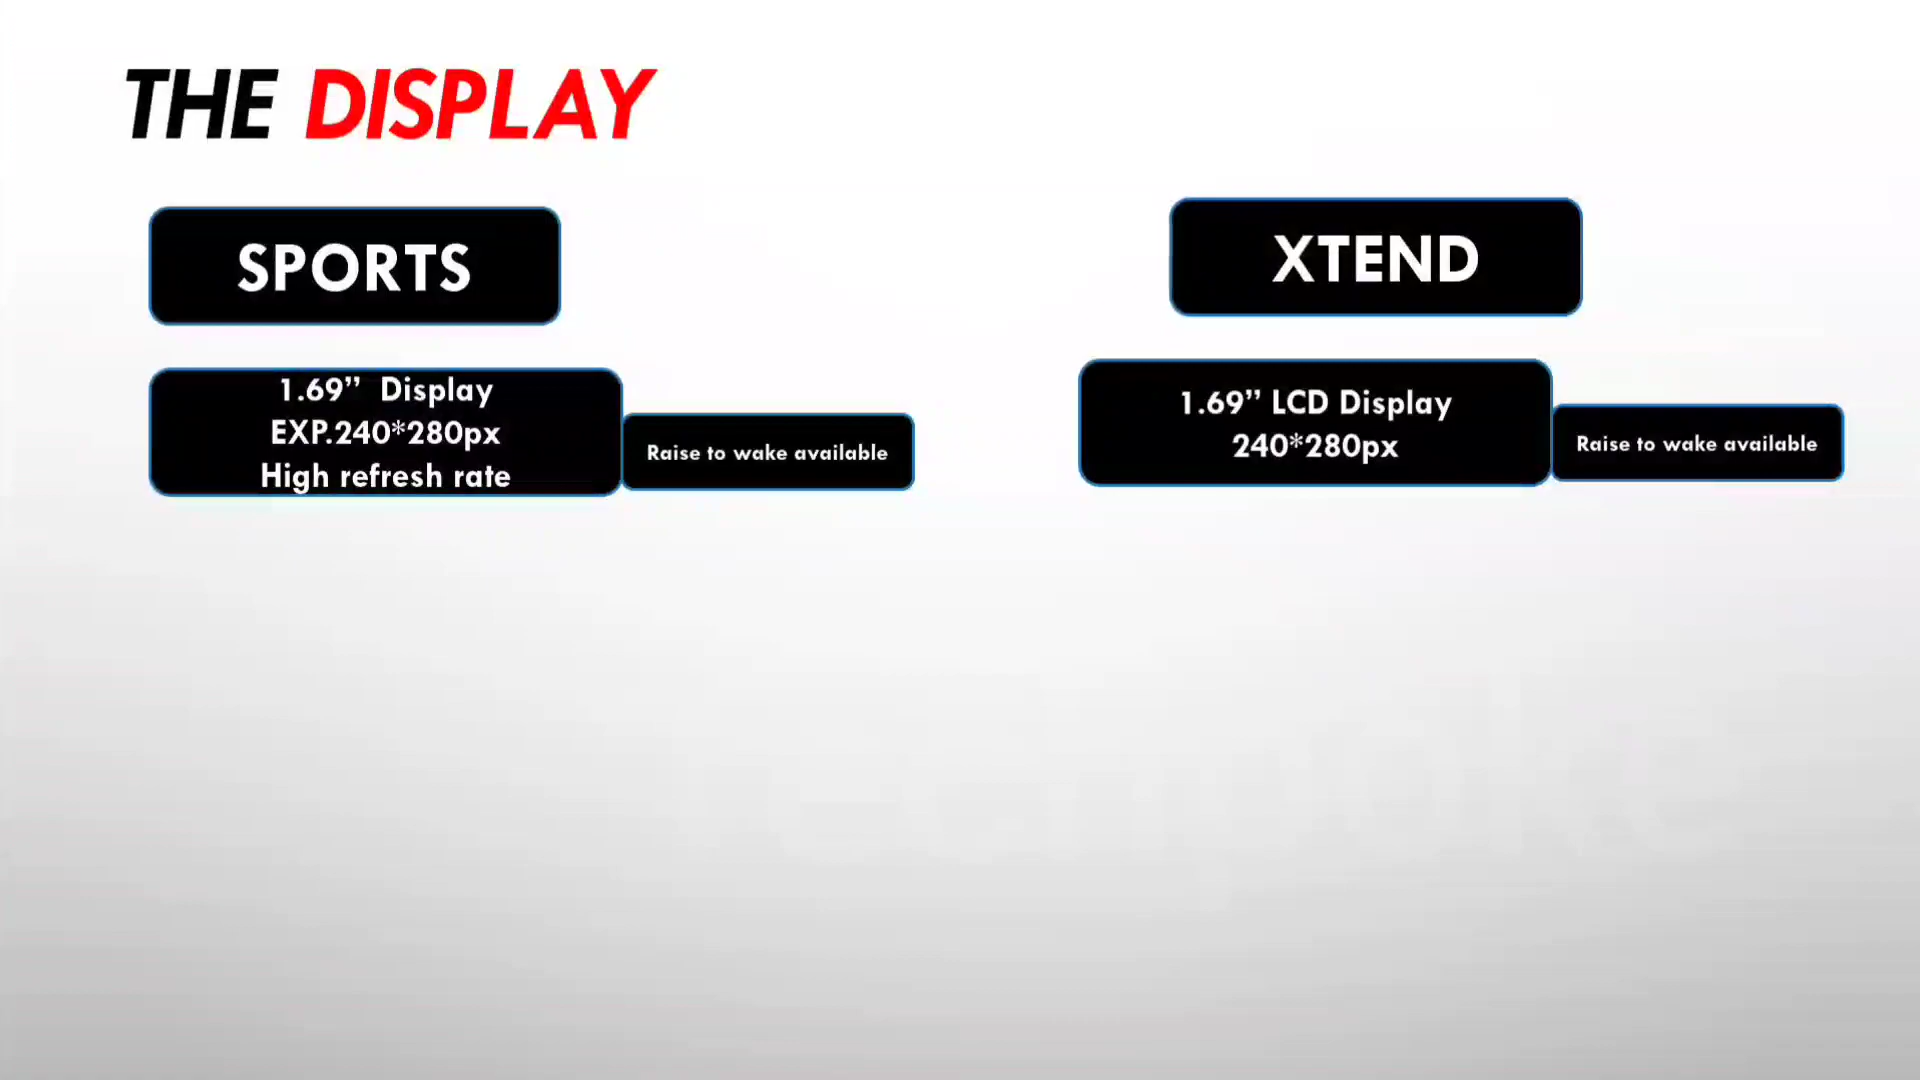 THE DISPLAY
SPORTS
XTEND
1.69” Display
EXP.240*280px
High refresh rate
Raise to wake available
1.69” LCD Display
240*280px
Raise to wake available